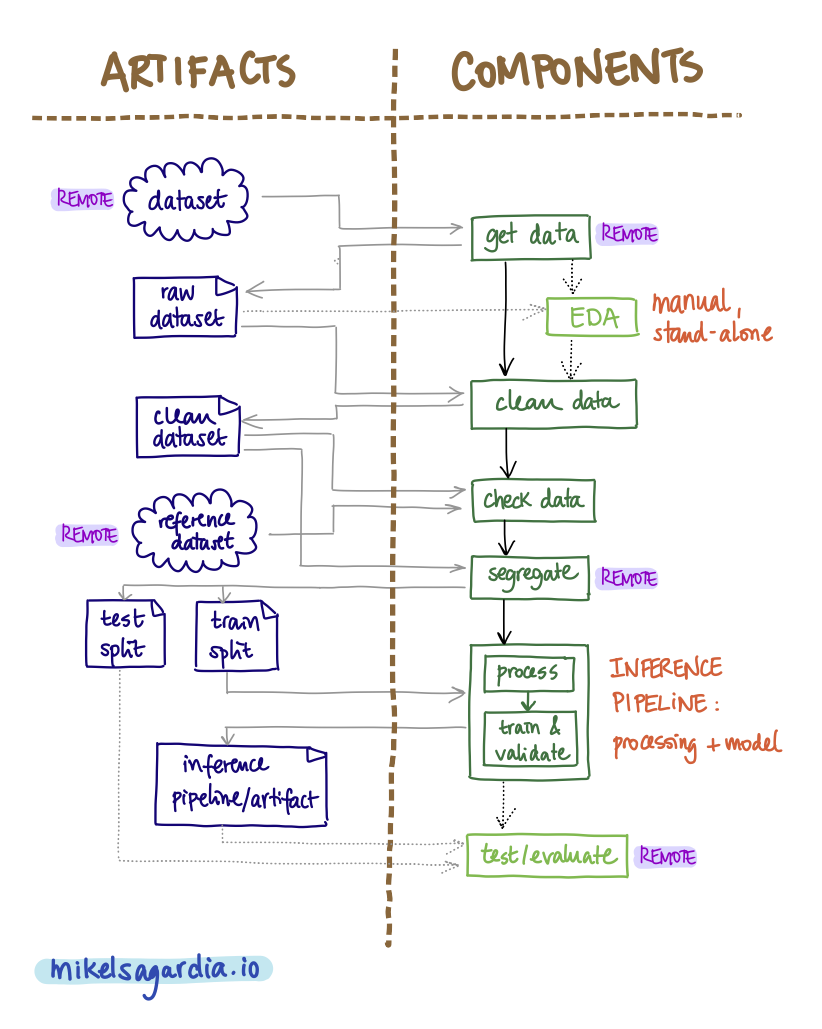 ARTIFACTS
COMPONENTS
REMOTE
dataset
get data
REMOTE
raw
dataset
EDA
manual,
stand-alone
clean data
clean
dataset
check data
REMOTE
reference
dataset
segregate
REMOTE
test
split
train
split
process
train &
validate
INFERENCE
PIPELINE:
processing + model
inference
pipeline/artifact
test/evaluate
REMOTE
mikelsagardia.io